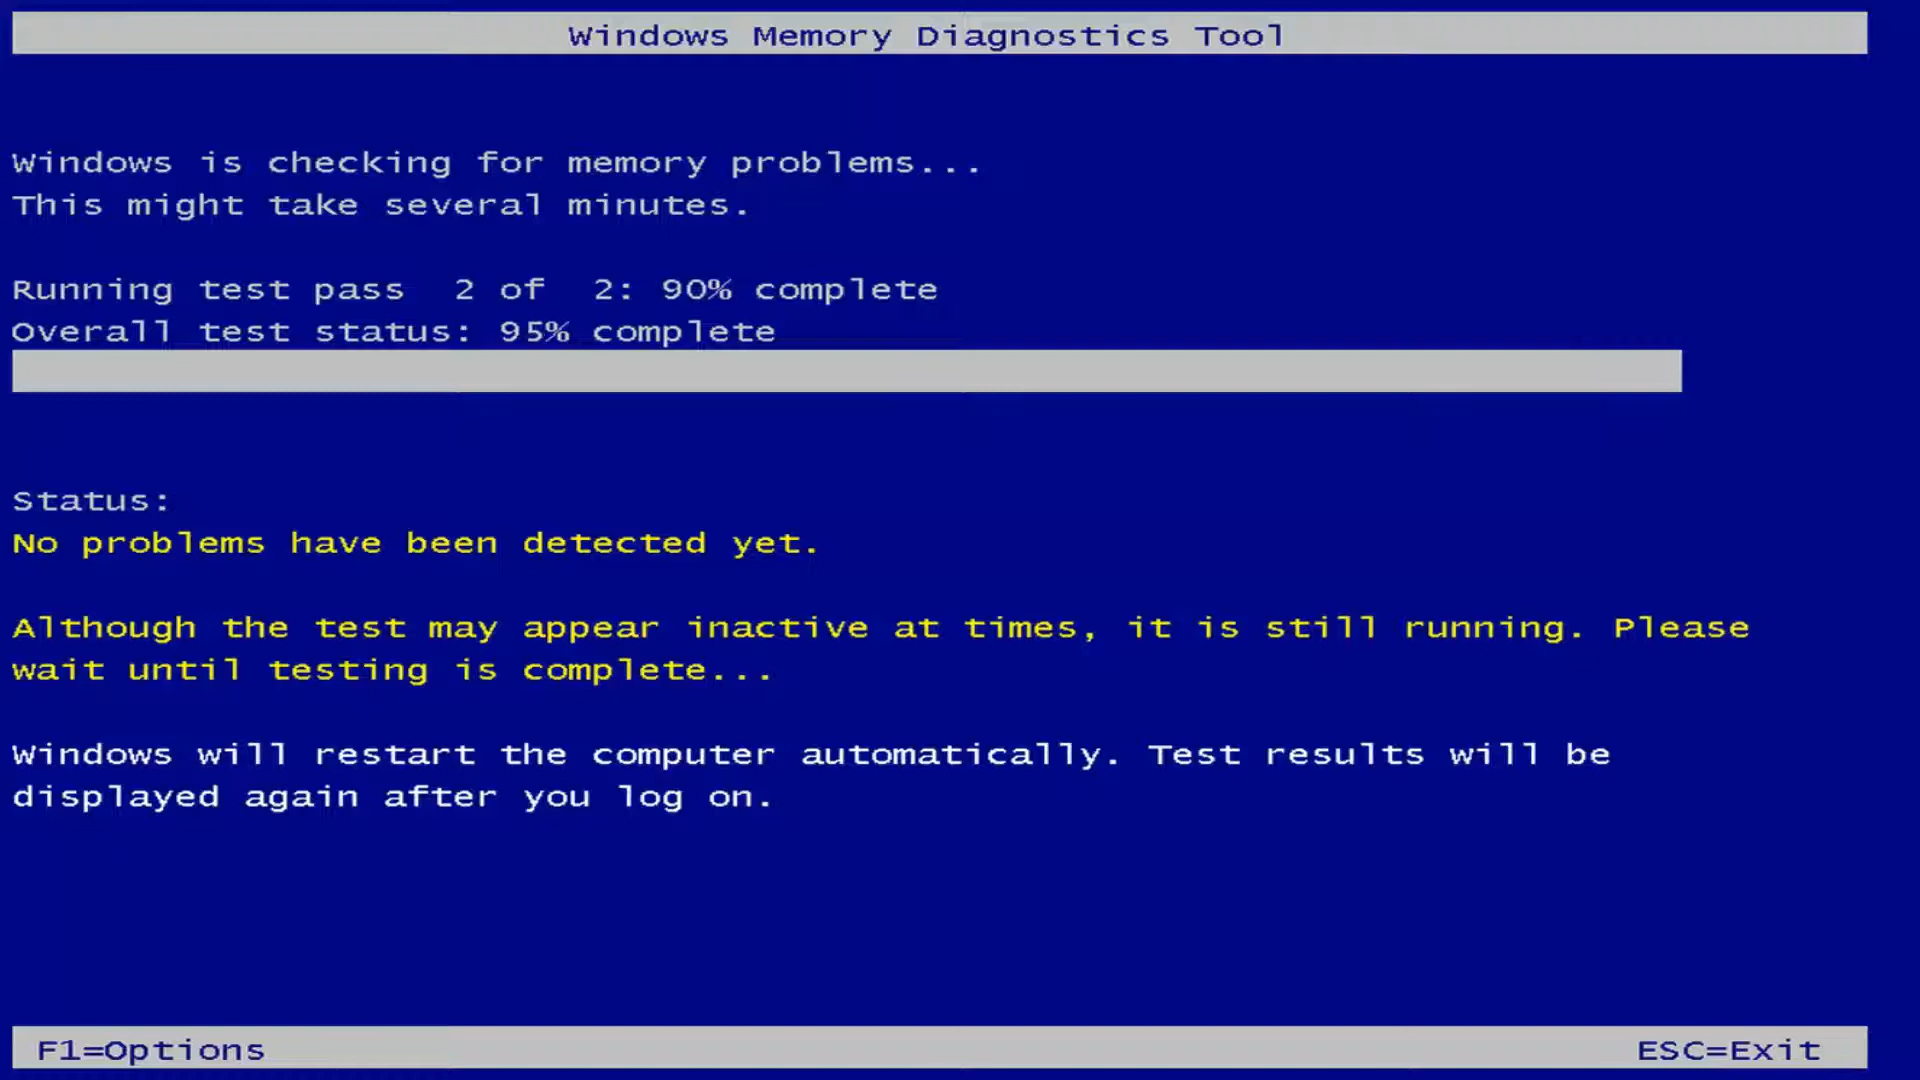 Windows Memory Diagnostics Tool
Windows is checking for memory problems...
This might take several minutes.
Running test pass  2 of  2: 90% complete
Overall test status: 95% complete
Status:
No problems have been detected yet.
Although the test may appear inactive at times, it is still running. Please
wait until testing is complete...
Windows will restart the computer automatically. Test results will be
displayed again after you log on.
F1=Options ESC=Exit